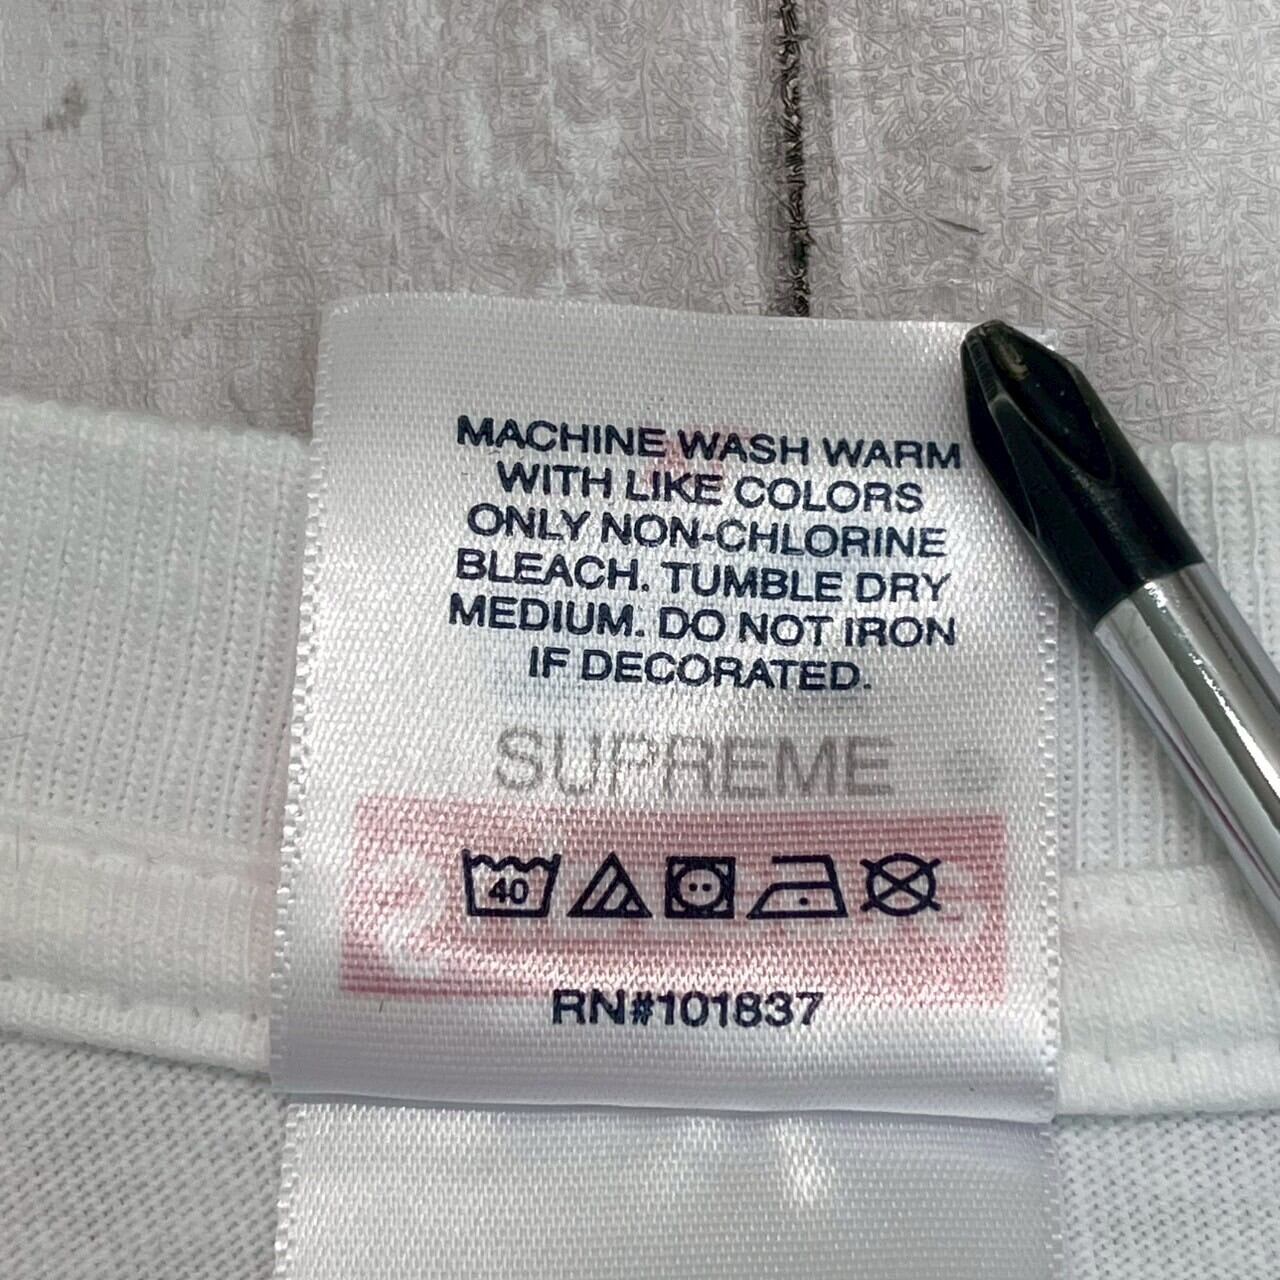 MACHINE WASH WARM
WITH LIKE COLORS
ONLY NON-CHLORINE
BLEACH. TUMBLE DRY
MEDIUM. DO NOT IRON
IF DECORATED.
SUPREME
40
RN#101837